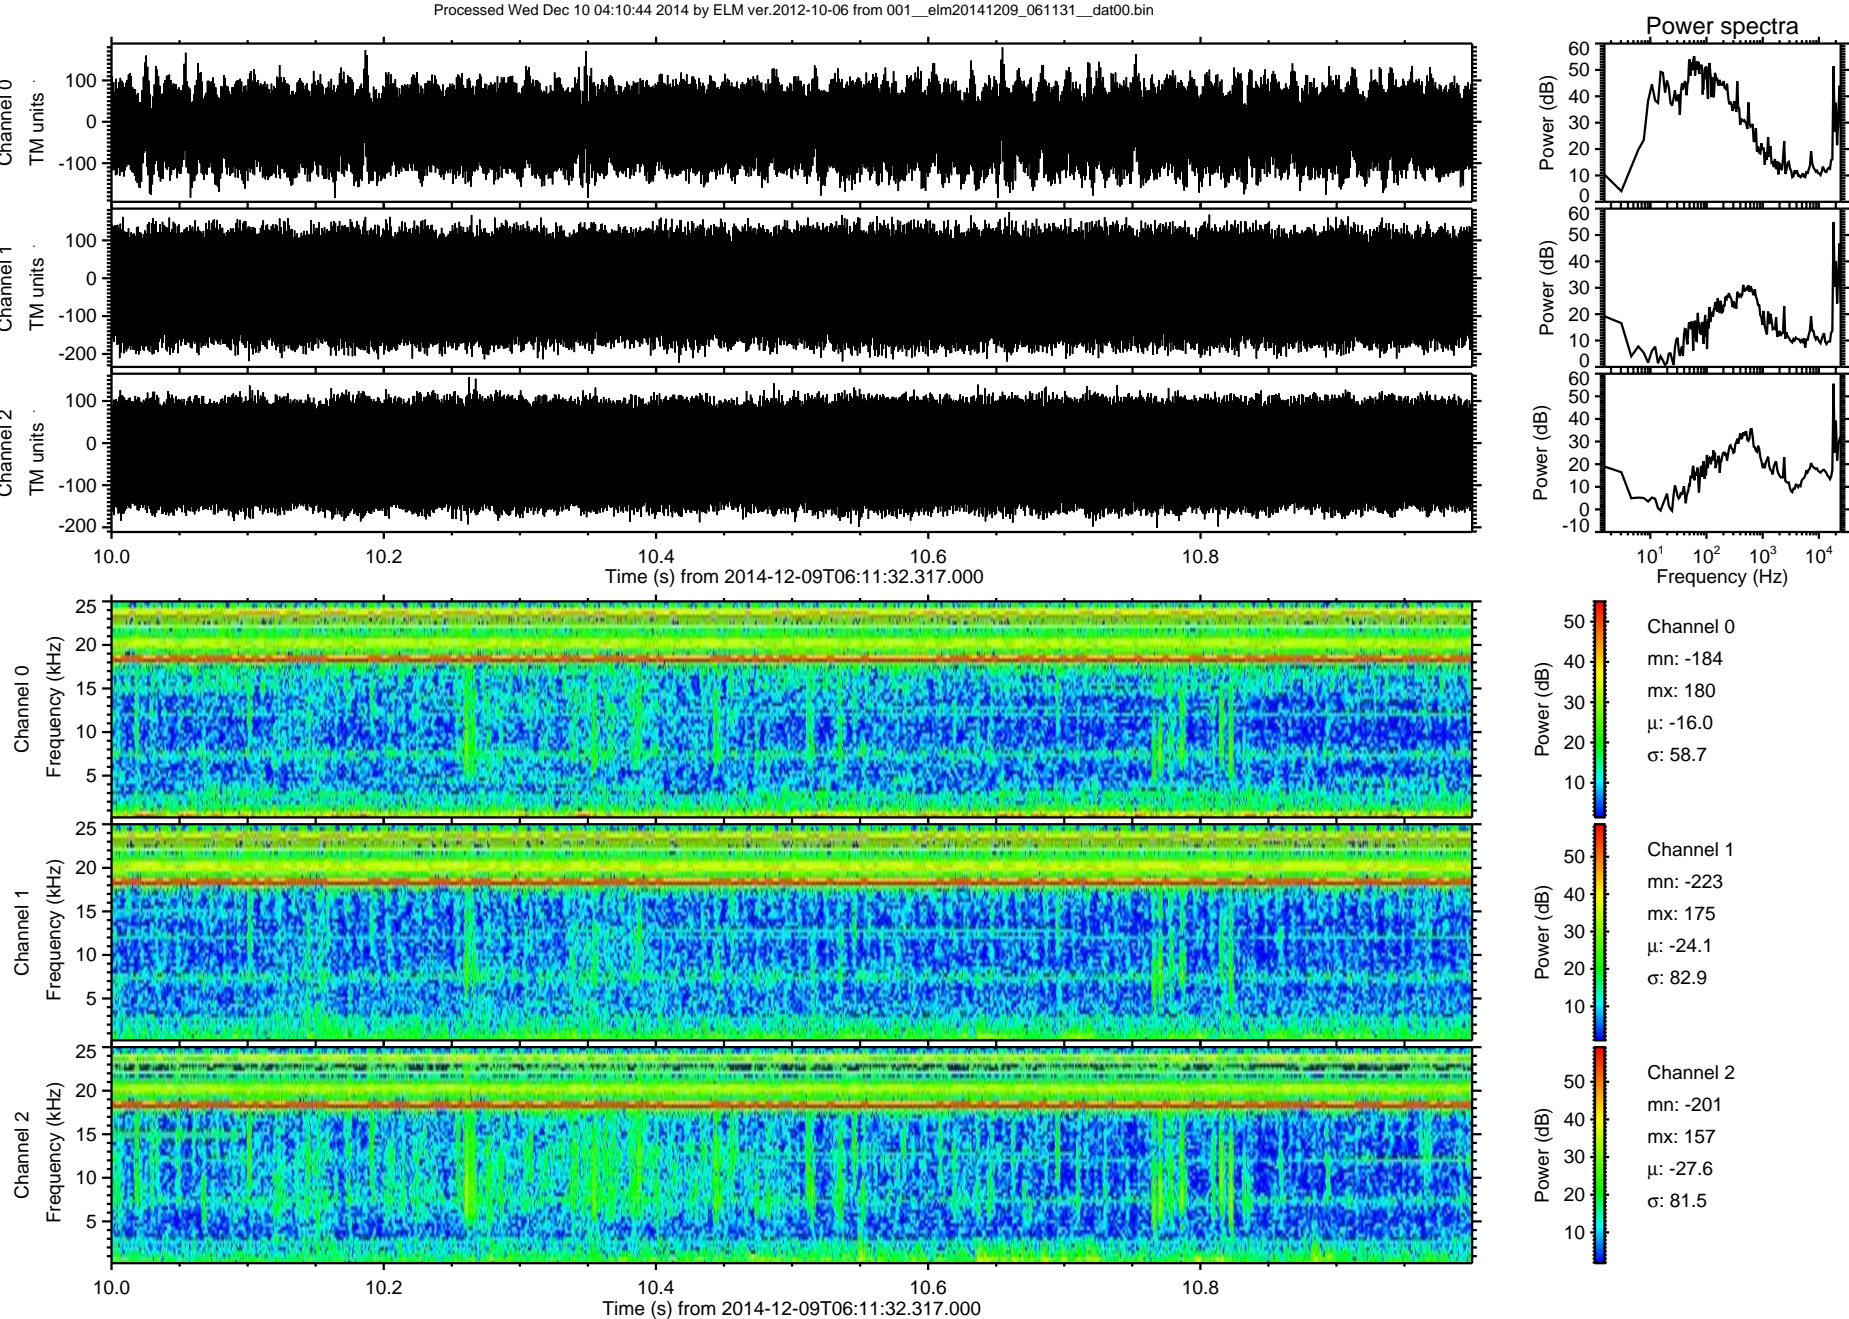 Processed Wed Dec 10 04:10:44 2014 by ELM ver.2012-10-06 from 001__elm20141209_061131__dat00.bin
Power spectra
Channel 0
TM units
100
0
-100
Power (dB)
60
50
40
30
20
10
0
Channel 1
TM units
100
0
-100
-200
Power (dB)
60
50
40
30
20
10
0
Channel 2
TM units
100
0
-100
-200
Power (dB)
60
50
40
30
20
10
0
-10
10.0 10.2 10.4 10.6 10.8
Time (s) from 2014-12-09T06:11:32.317.000
10¹ 10² 10³ 10⁴
Frequency (Hz)
Channel 0
Frequency (kHz)
25
20
15
10
5
Power (dB)
50
40
30
20
10
Channel 0
mn: -184
mx: 180
μ: -16.0
σ: 58.7
Channel 1
Frequency (kHz)
25
20
15
10
5
Power (dB)
50
40
30
20
10
Channel 1
mn: -223
mx: 175
μ: -24.1
σ: 82.9
Channel 2
Frequency (kHz)
25
20
15
10
5
Power (dB)
50
40
30
20
10
Channel 2
mn: -201
mx: 157
μ: -27.6
σ: 81.5
10.0 10.2 10.4 10.6 10.8
Time (s) from 2014-12-09T06:11:32.317.000